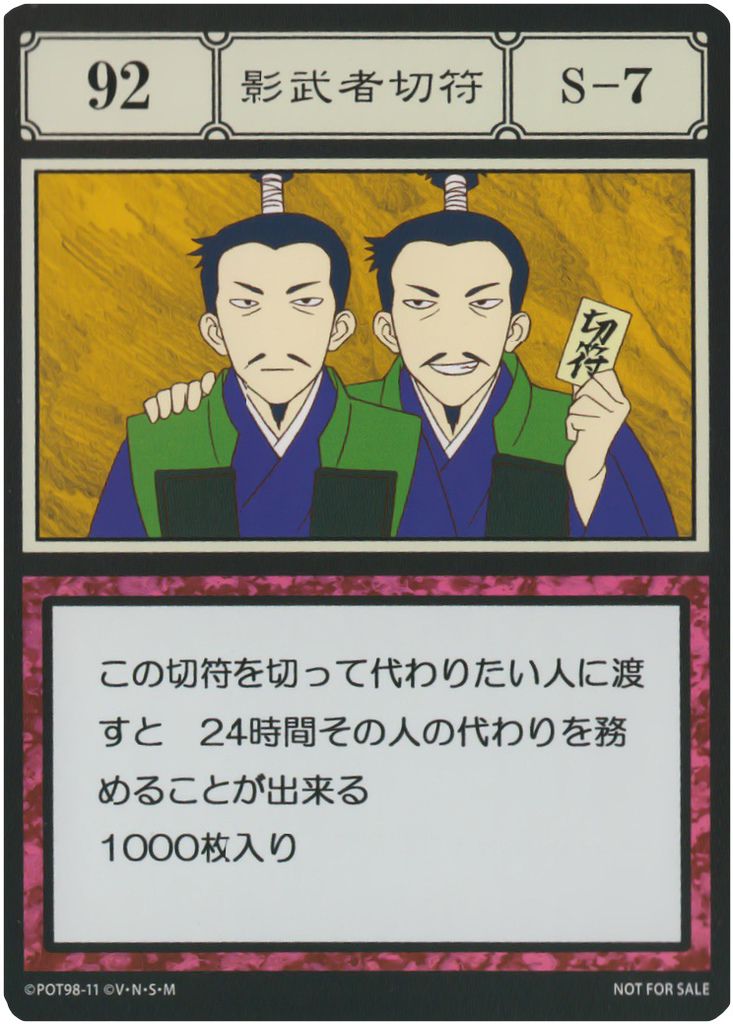 92
影武者切符
S-7
切符
この切符を切って代わりたい人に渡
すと　24時間その人の代わりを務
めることが出来る
1000枚入り
©POT98-11 ©V・N・S・M
NOT FOR SALE